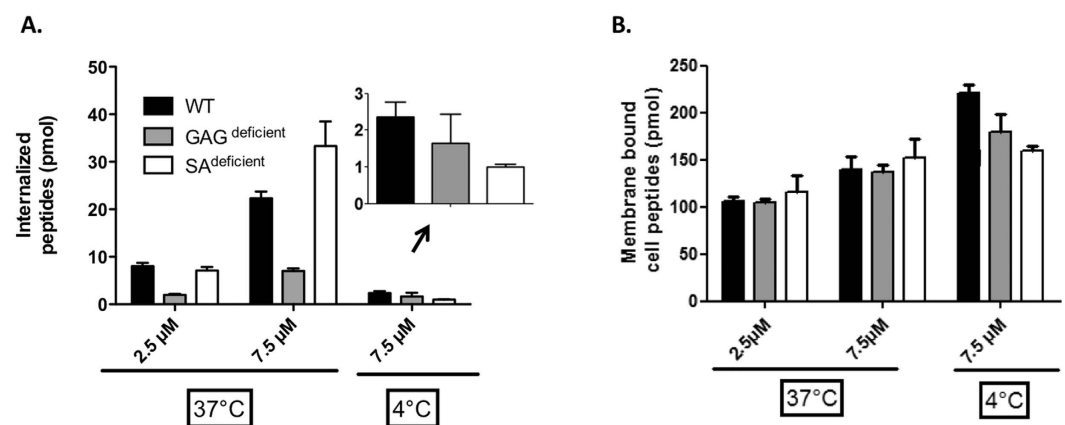 A.
Internalized
peptides (pmol)
50
40
30
20
10
0
WT
GAG deficient
SA deficient
4
3
2
1
0
2.5 µM
7.5 µM
7.5 µM
37°C
4°C
B.
Membrane bound
cell peptides (pmol)
250
200
150
100
50
0
2.5µM
7.5µM
7.5 µM
37°C
4°C